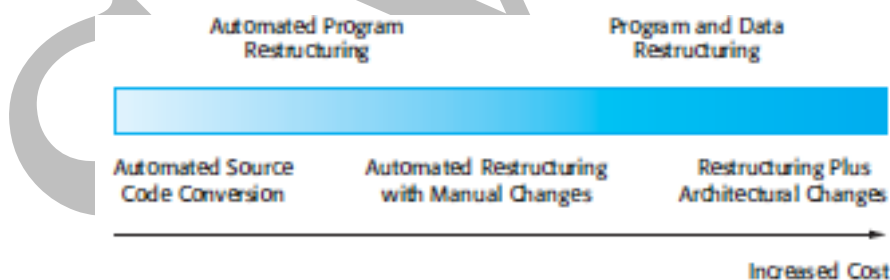 Automated Program
Restructuring
Program and Data
Restructuring
Automated Source
Code Conversion
Automated Restructuring
with Manual Changes
Restructuring Plus
Architectural Changes
Increased Cost